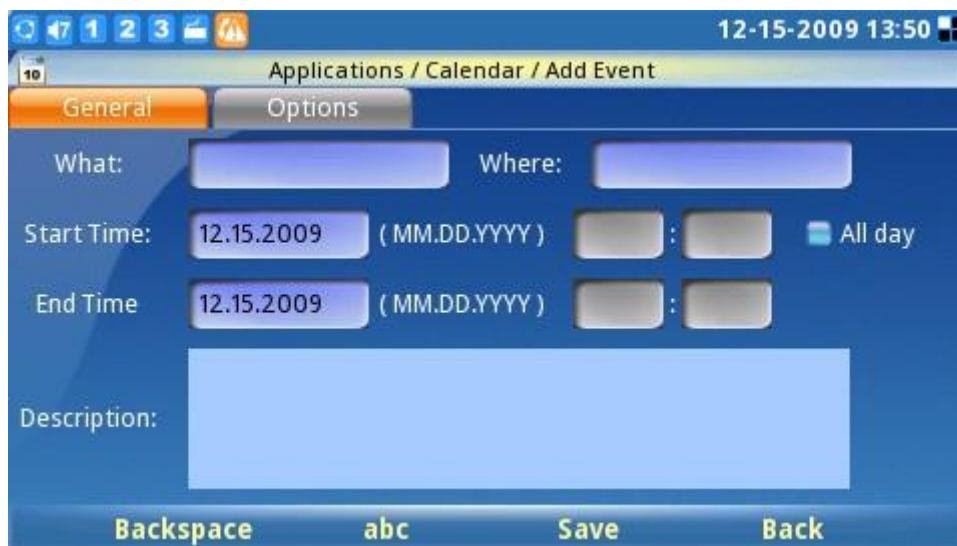 7 1 2 3 12-15-2009 13:50
10 Applications / Calendar / Add Event
General Options
What: Where:
Start Time: 12.15.2009 ( MM.DD.YYYY ) : All day
End Time 12.15.2009 ( MM.DD.YYYY ) :
Description:
Backspace abc Save Back